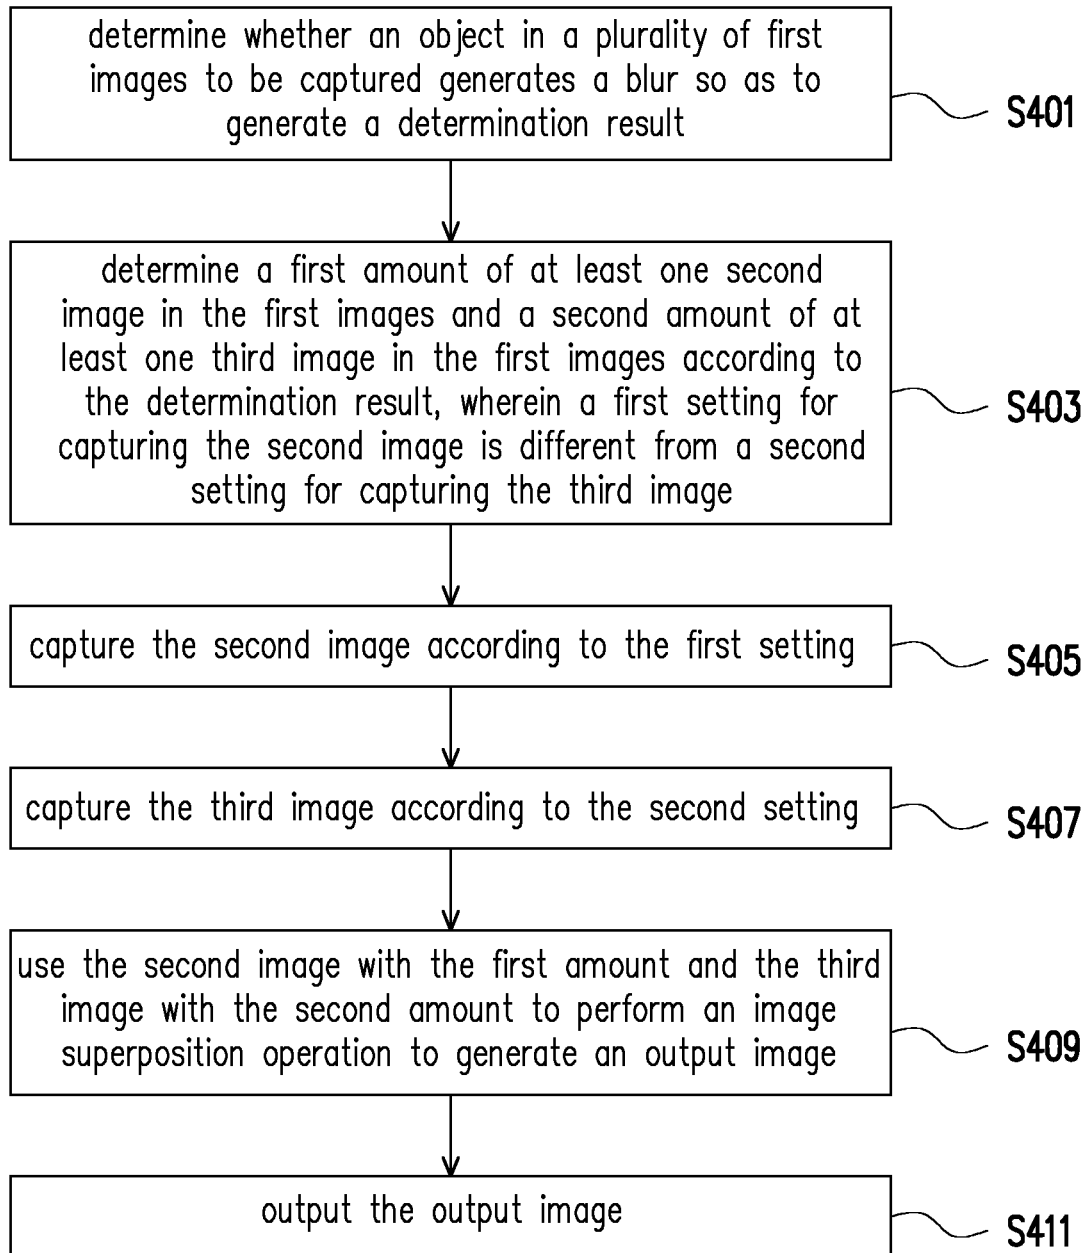 determine whether an object in a plurality of first
images to be captured generates a blur so as to
generate a determination result
S401
determine a first amount of at least one second
image in the first images and a second amount of at
least one third image in the first images according to
the determination result, wherein a first setting for
capturing the second image is different from a second
setting for capturing the third image
S403
capture the second image according to the first setting
S405
capture the third image according to the second setting
S407
use the second image with the first amount and the third
image with the second amount to perform an image
superposition operation to generate an output image
S409
output the output image
S411